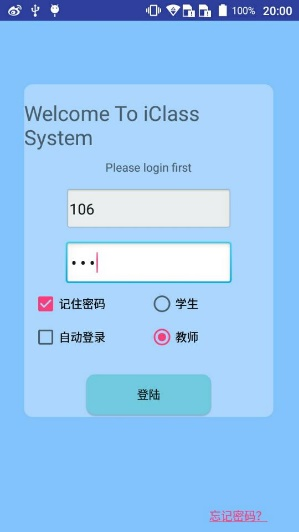 100% 20:00
Welcome To iClass
System
Please login first
106
•••
记住密码 学生
自动登录 教师
登陆
忘记密码？